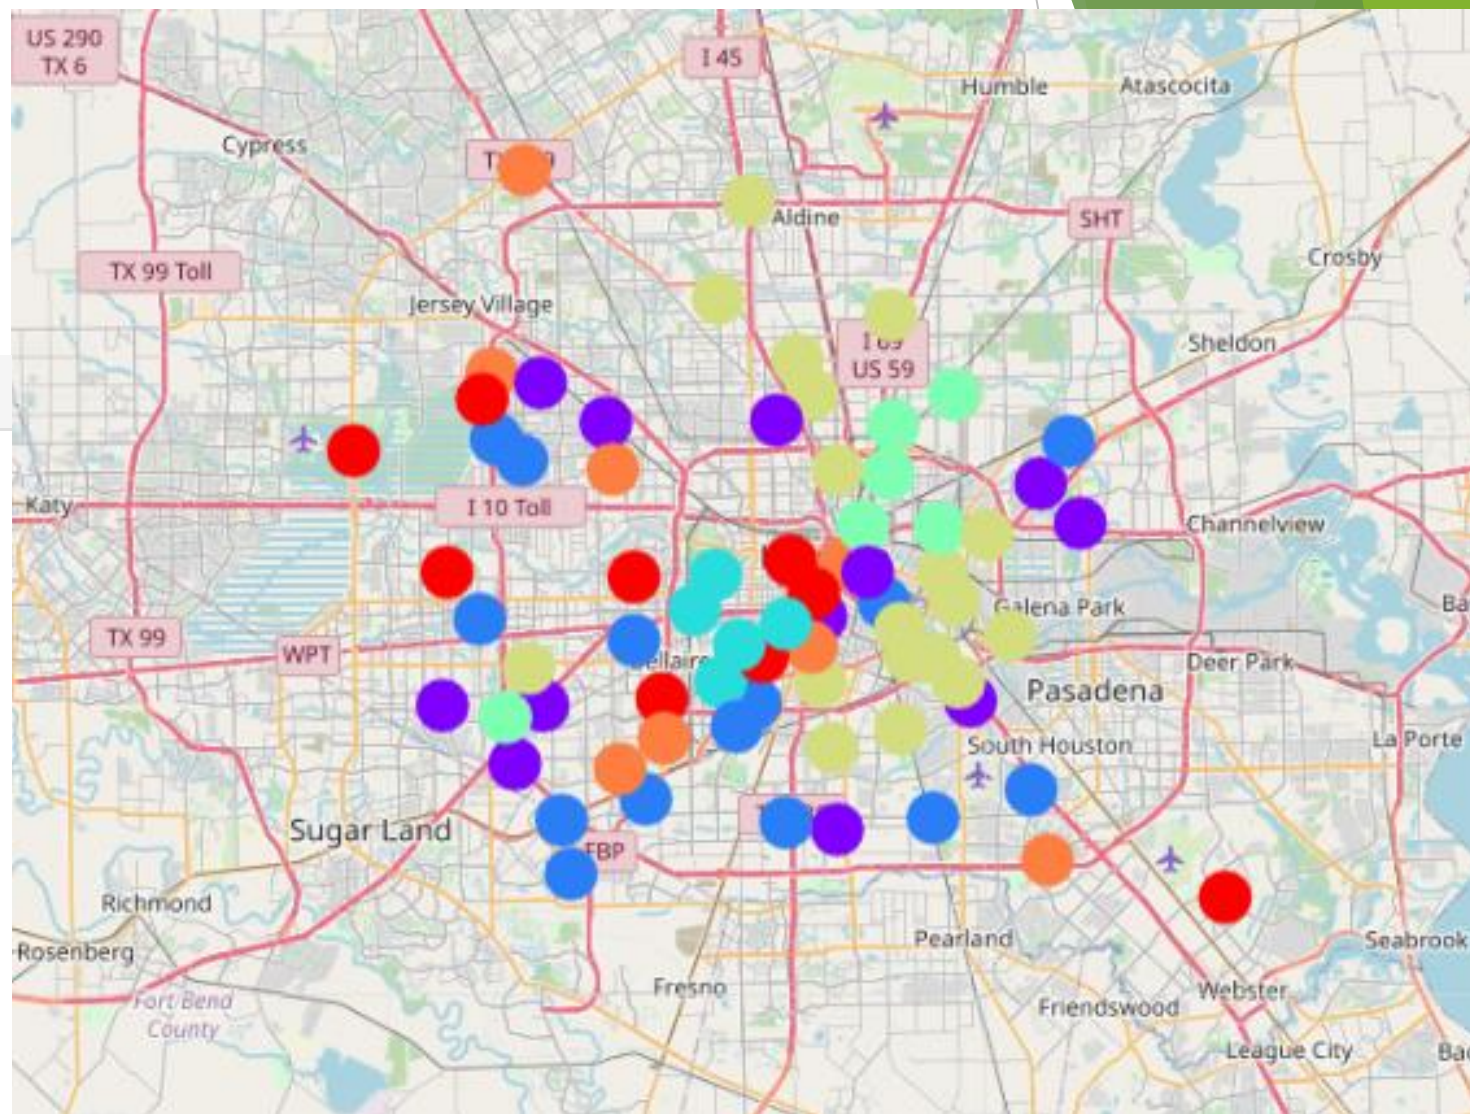 US 290
TX 6
I 45
Humble
Atascocita
Cypress
Aldine
SHT
TX 99 Toll
Crosby
Jersey Village
US 59
Sheldon
Katy
I 10 Toll
Channelview
Galena Park
TX 99
WPT
Deer Park
Pasadena
South Houston
La Porte
Sugar Land
FBP
Richmond
Rosenberg
Pearland
Seabrook
Fresno
Fort Bend
County
Webster
Friendswood
League City